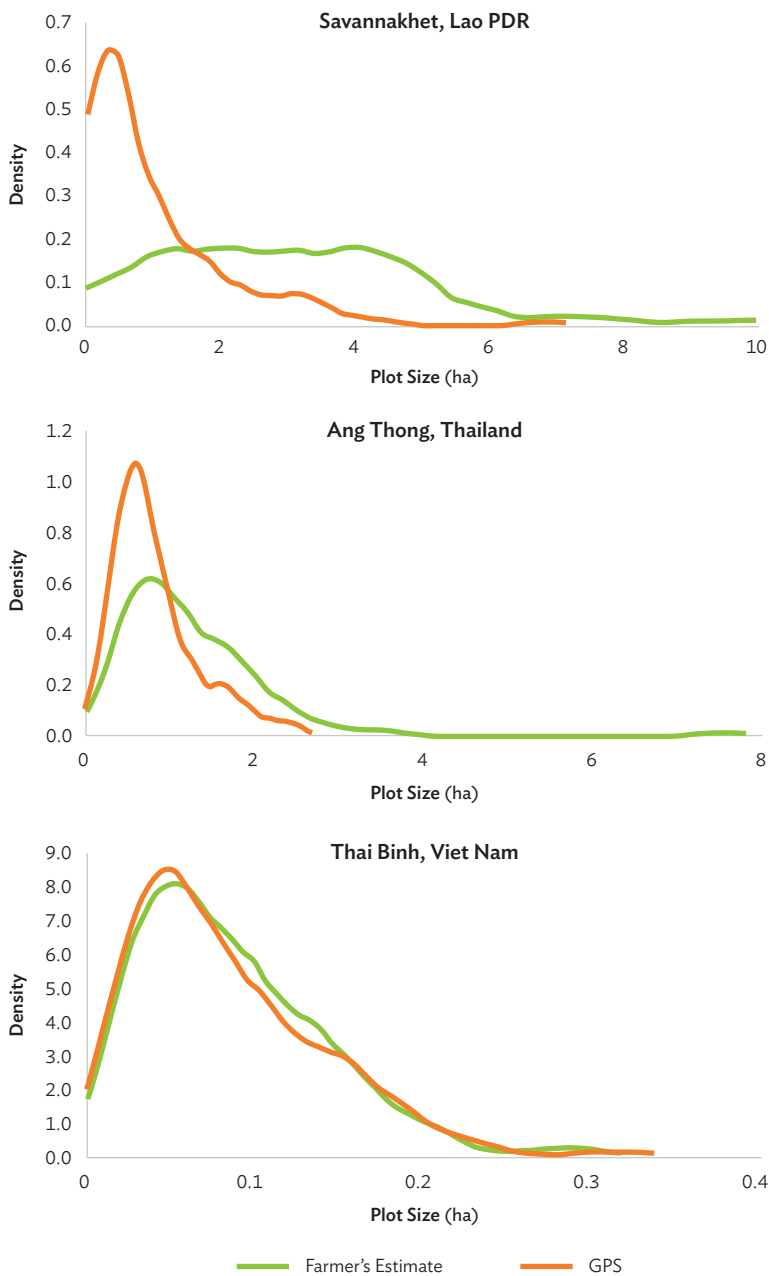 Savannakhet, Lao PDR
0.7
0.6
0.5
0.4
0.3
0.2
0.1
0.0
Density
0 2 4 6 8 10
Plot Size (ha)
Ang Thong, Thailand
1.2
1.0
0.8
0.6
0.4
0.2
0.0
Density
0 2 4 6 8
Plot Size (ha)
Thai Binh, Viet Nam
9.0
8.0
7.0
6.0
5.0
4.0
3.0
2.0
1.0
0.0
Density
0 0.1 0.2 0.3 0.4
Plot Size (ha)
Farmer's Estimate GPS